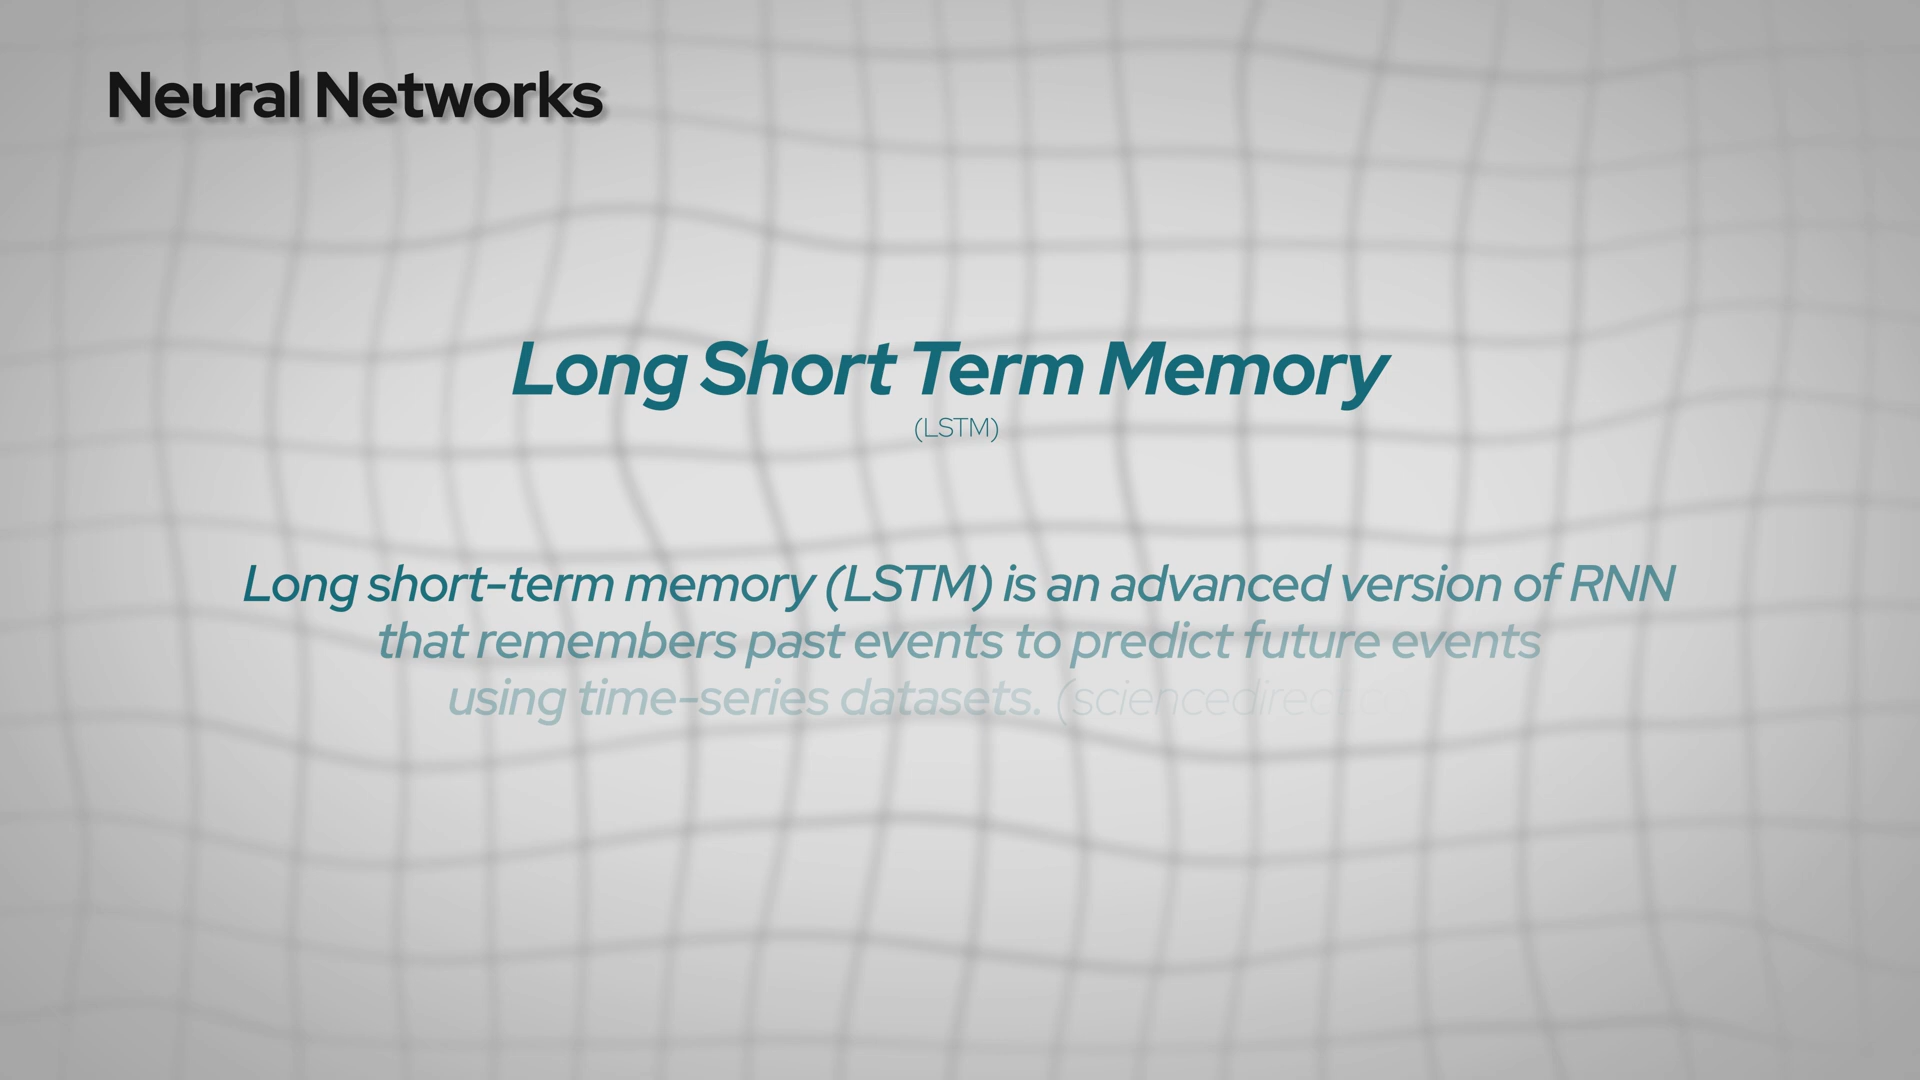 Neural Networks
Long Short Term Memory
(LSTM)
Long short-term memory (LSTM) is an advanced version of RNN
that remembers past events to predict future events
using time-series datasets.